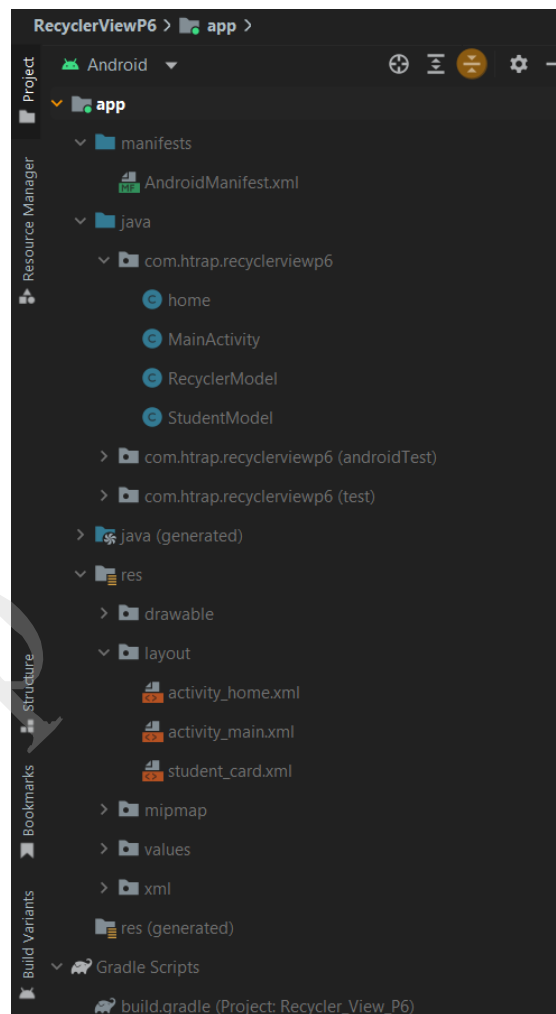 RecyclerViewP6 > app >
Project
Android
app
Resource Manager
manifests
MF AndroidManifest.xml
java
com.htrap.recyclerviewp6
C home
C MainActivity
C RecyclerModel
C StudentModel
com.htrap.recyclerviewp6 (androidTest)
com.htrap.recyclerviewp6 (test)
java (generated)
res
drawable
Structure
layout
activity_home.xml
activity_main.xml
student_card.xml
Bookmarks
mipmap
values
xml
Build Variants
res (generated)
Gradle Scripts
build.gradle (Project: Recycler_View_P6)